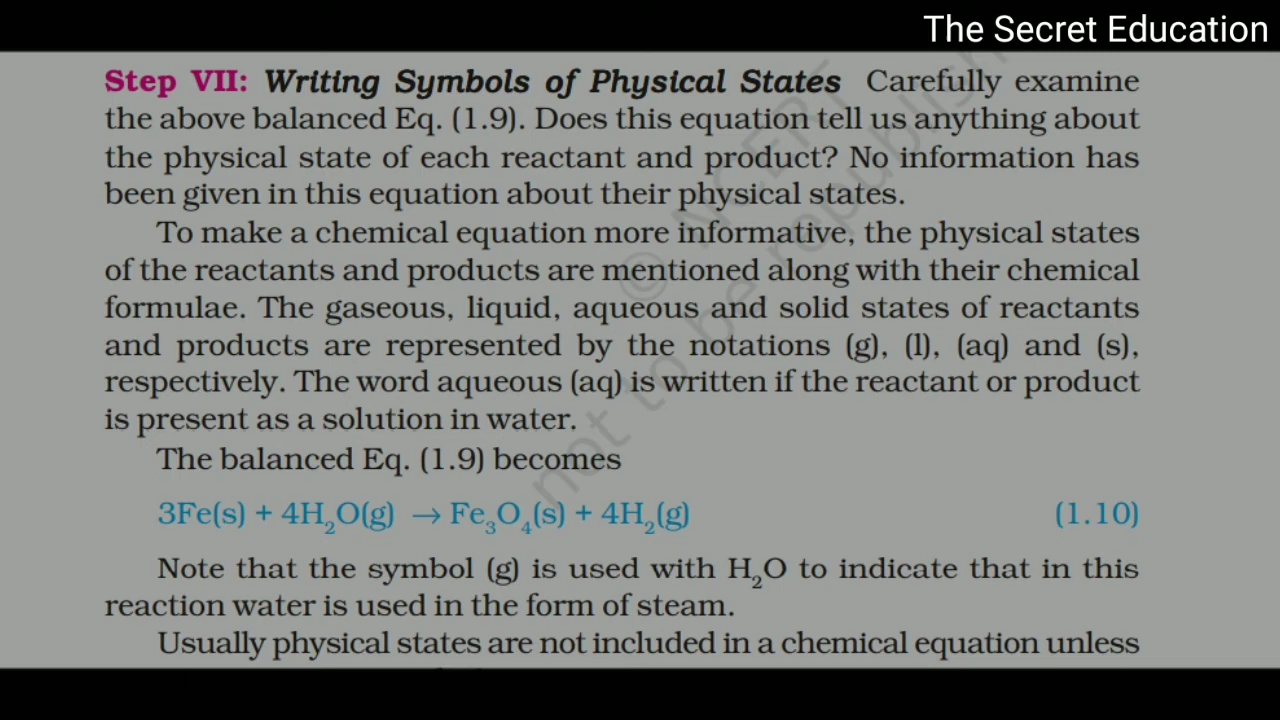 The Secret Education
Step VII: Writing Symbols of Physical States Carefully examine
the above balanced Eq. (1.9). Does this equation tell us anything about
the physical state of each reactant and product? No information has
been given in this equation about their physical states.
To make a chemical equation more informative, the physical states
of the reactants and products are mentioned along with their chemical
formulae. The gaseous, liquid, aqueous and solid states of reactants
and products are represented by the notations (g), (l), (aq) and (s),
respectively. The word aqueous (aq) is written if the reactant or product
is present as a solution in water.
The balanced Eq. (1.9) becomes
3Fe(s) + 4H₂O(g) → Fe₃O₄(s) + 4H₂(g) (1.10)
Note that the symbol (g) is used with H₂O to indicate that in this
reaction water is used in the form of steam.
Usually physical states are not included in a chemical equation unless
© NCERT
not to be republish